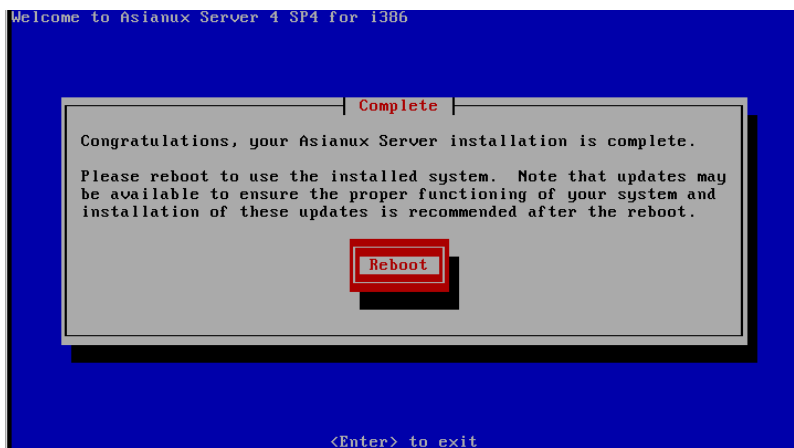 Welcome to Asianux Server 4 SP4 for i386
Complete
Congratulations, your Asianux Server installation is complete.
Please reboot to use the installed system.  Note that updates may
be available to ensure the proper functioning of your system and
installation of these updates is recommended after the reboot.
Reboot
<Enter> to exit